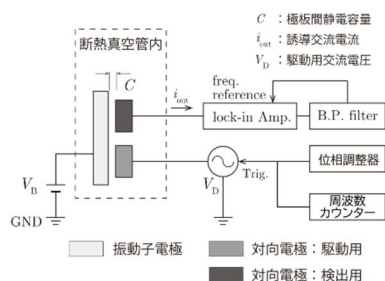 C ：極板間静電容量
断熱真空管内
i_out ：誘導交流電流
V_D ：駆動用交流電圧
C
i_out
freq.
reference
lock-in Amp.
B.P. filter
位相調整器
V_B
V_D
Trig.
周波数
カウンター
GND
振動子電極
対向電極：駆動用
対向電極：検出用